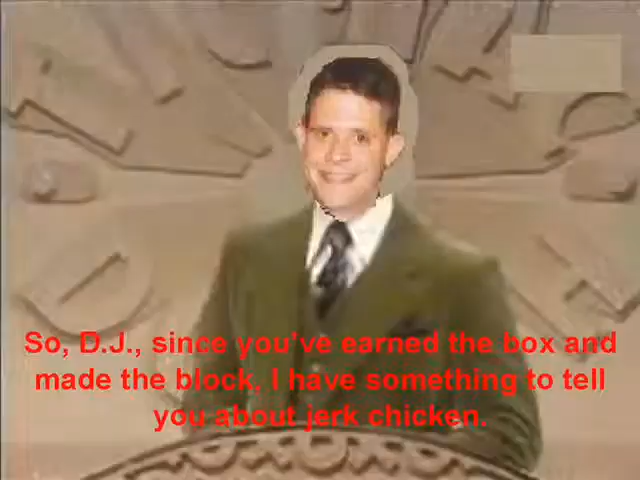 So, D.J., since you've earned the box and
made the block, I have something to tell
you about jerk chicken.